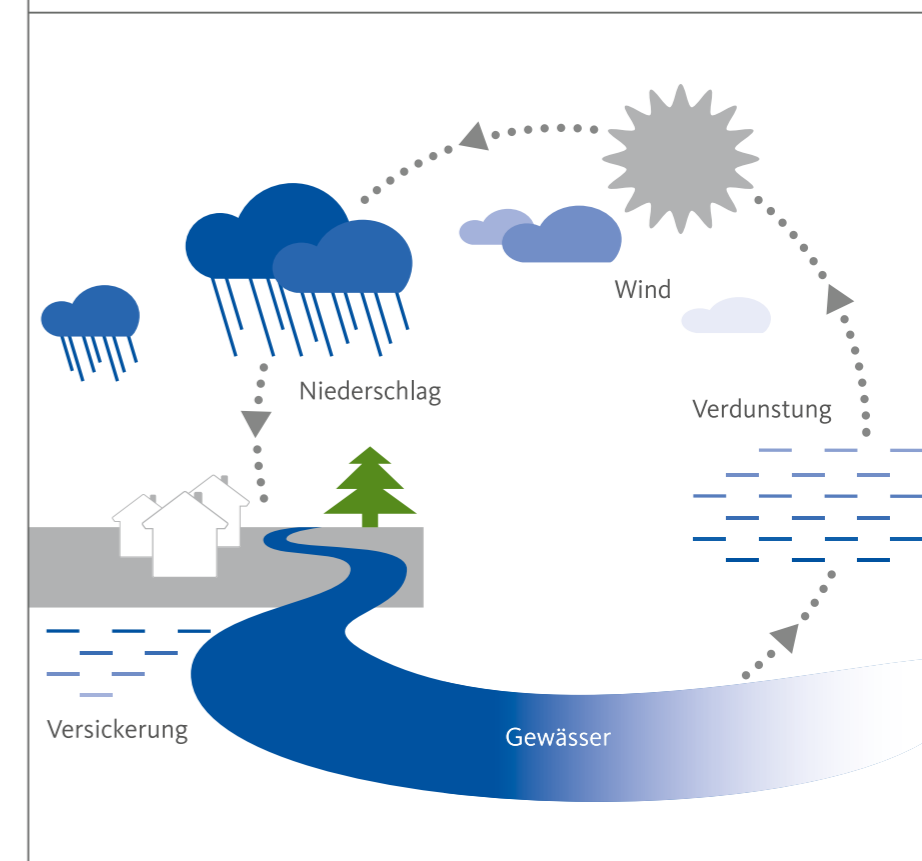 Wind
Niederschlag
Verdunstung
Versickerung
Gewässer